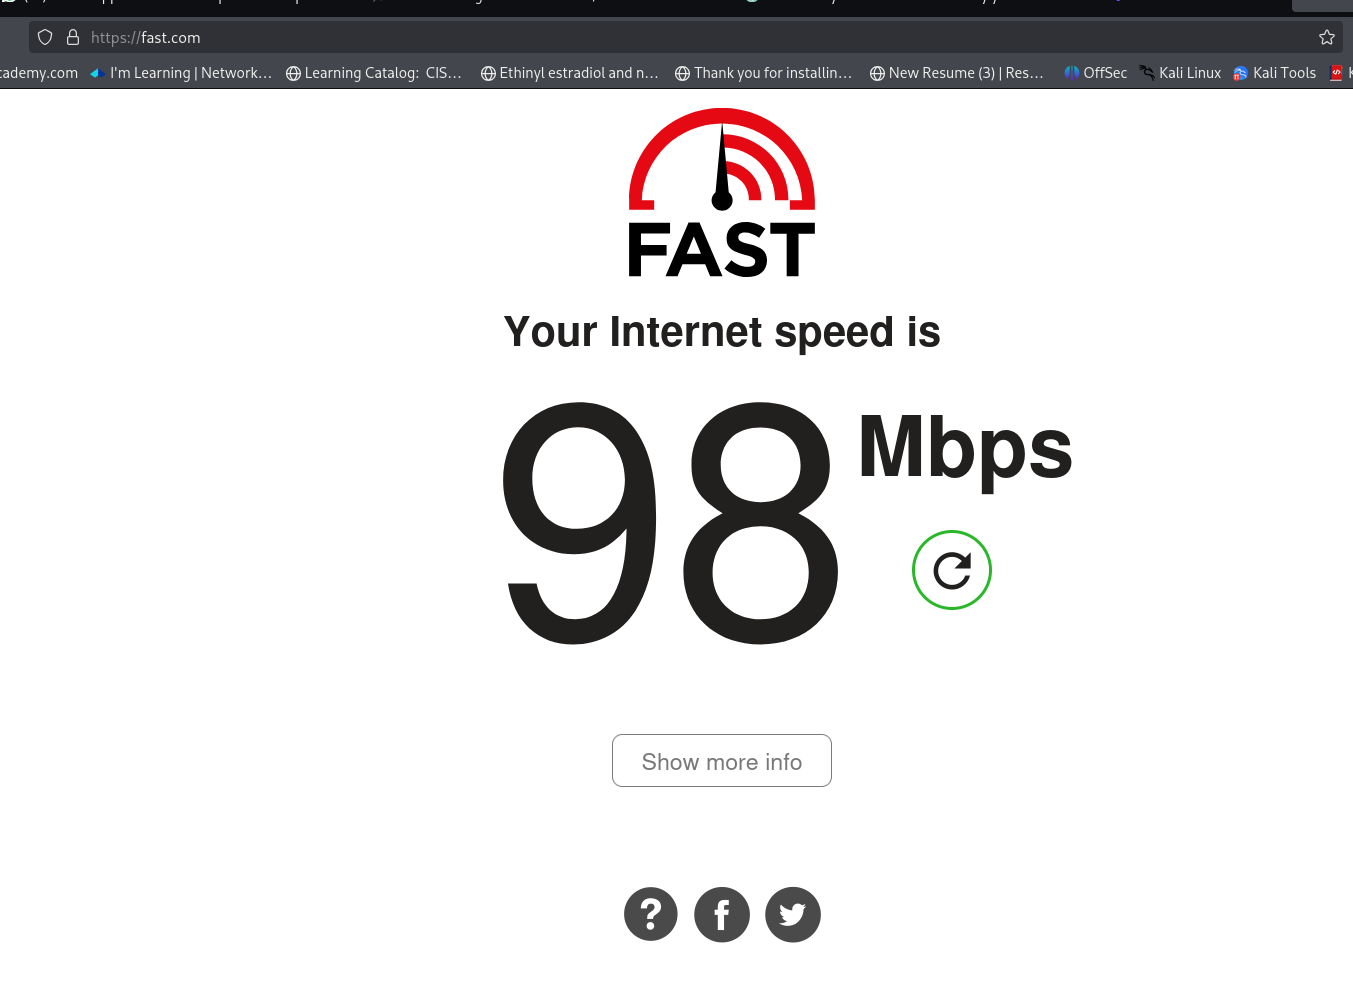 https://fast.com
cademy.com I'm Learning | Network... Learning Catalog: CIS... Ethinyl estradiol and n... Thank you for installin... New Resume (3) | Res... OffSec Kali Linux Kali Tools
FAST
Your Internet speed is
98 Mbps
Show more info
?